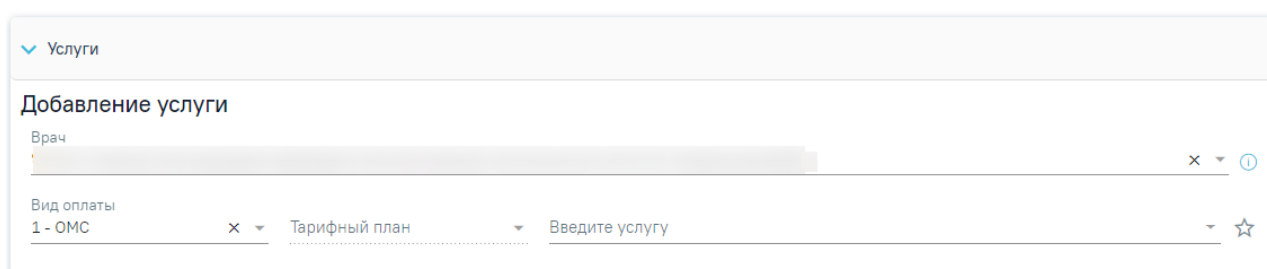 Услуги
Добавление услуги
Врач
Вид оплаты
1 - ОМС Тарифный план Введите услугу